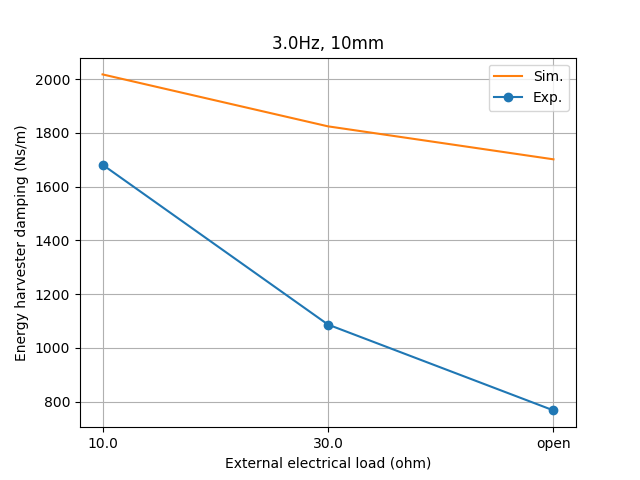 3.0Hz, 10mm
Sim.
Exp.
Energy harvester damping (Ns/m)
2000
1800
1600
1400
1200
1000
800
10.0
30.0
open
External electrical load (ohm)